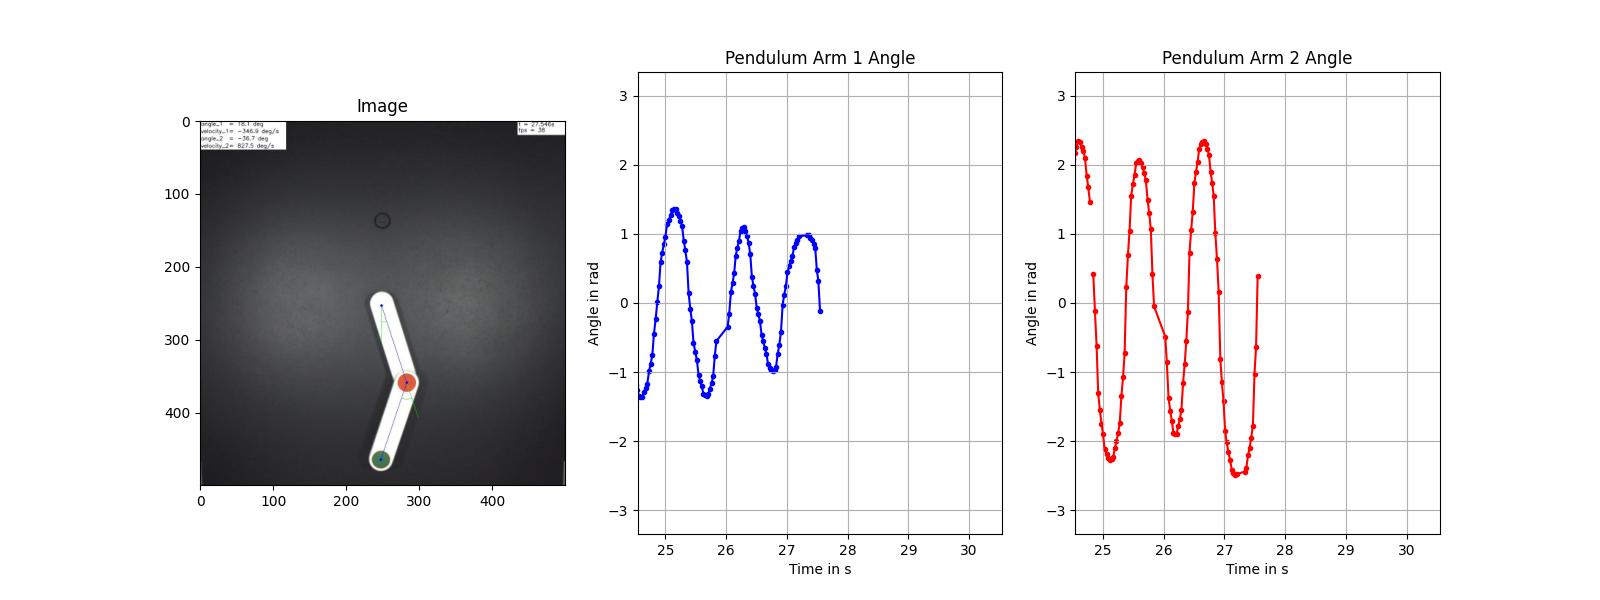 Image
angle_1 = 18.1 deg
velocity_1= -346.9 deg/s
angle_2 = -36.7 deg
velocity_2= 827.5 deg/s
t = 27.546s
fps = 38
0
100
200
300
400
0 100 200 300 400
Pendulum Arm 1 Angle
Angle in rad
3
2
1
0
−1
−2
−3
25 26 27 28 29 30
Time in s
Pendulum Arm 2 Angle
Angle in rad
3
2
1
0
−1
−2
−3
25 26 27 28 29 30
Time in s